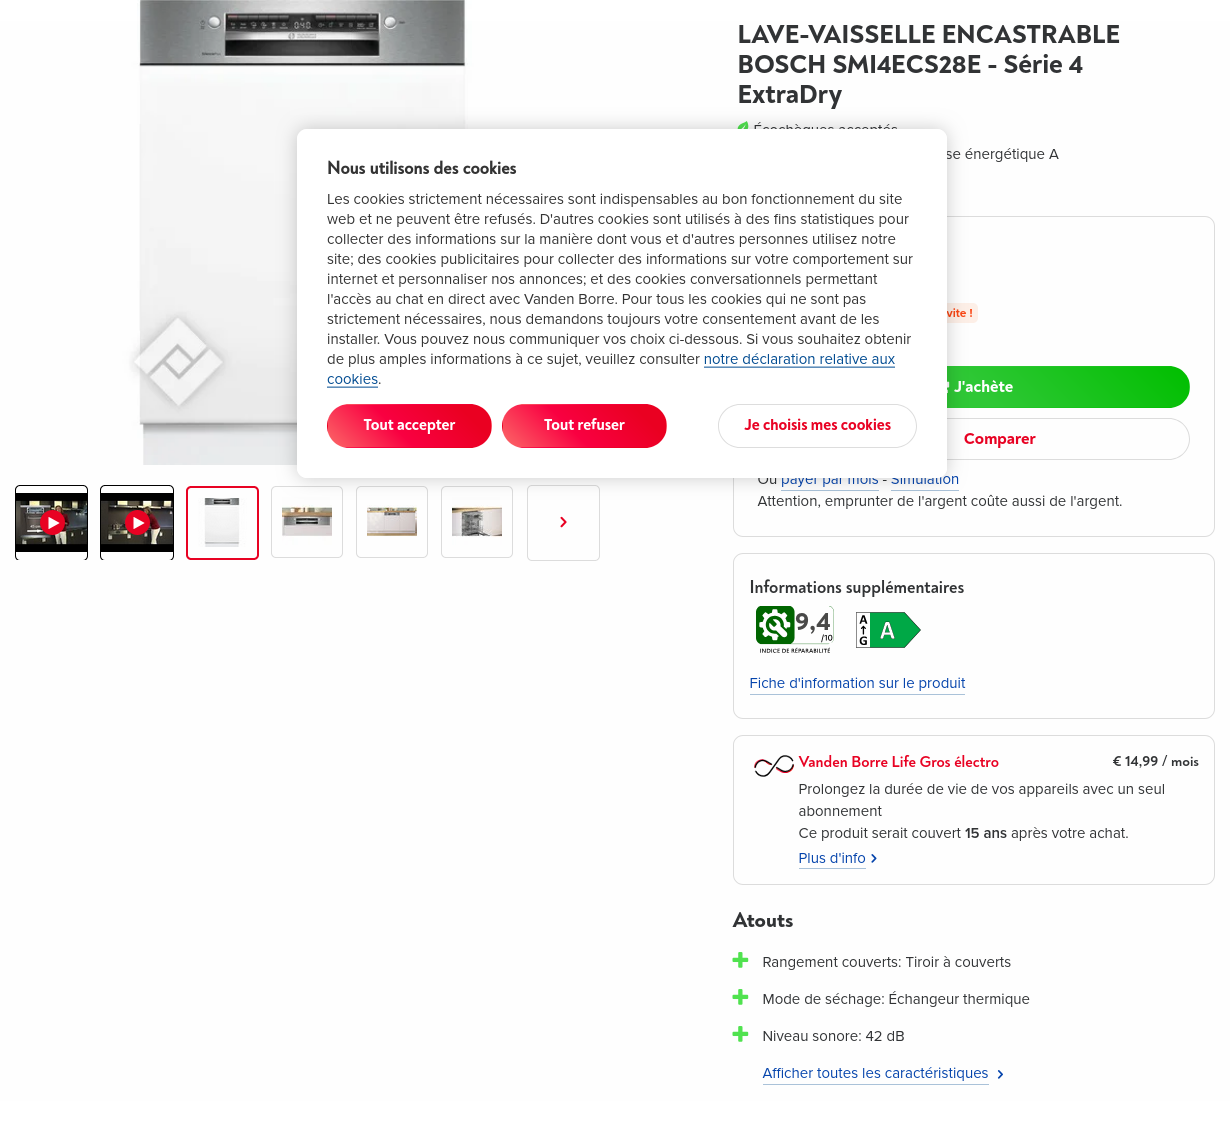 LAVE-VAISSELLE ENCASTRABLE
BOSCH SMI4ECS28E - Série 4
ExtraDry
Écochèques acceptés
se énergétique A
Nous utilisons des cookies
Les cookies strictement nécessaires sont indispensables au bon fonctionnement du site
web et ne peuvent être refusés. D'autres cookies sont utilisés à des fins statistiques pour
collecter des informations sur la manière dont vous et d'autres personnes utilisez notre
site; des cookies publicitaires pour collecter des informations sur votre comportement sur
internet et personnaliser nos annonces; et des cookies conversationnels permettant
l'accès au chat en direct avec Vanden Borre. Pour tous les cookies qui ne sont pas
strictement nécessaires, nous demandons toujours votre consentement avant de les
installer. Vous pouvez nous communiquer vos choix ci-dessous. Si vous souhaitez obtenir
de plus amples informations à ce sujet, veuillez consulter notre déclaration relative aux
cookies.
Tout accepter
Tout refuser
Je choisis mes cookies
vite !
J'achète
Comparer
Ou payer par mois - Simulation
Attention, emprunter de l'argent coûte aussi de l'argent.
Informations supplémentaires
9,4
/10
INDICE DE RÉPARABILITÉ
A
G
A
Fiche d'information sur le produit
Vanden Borre Life Gros électro
€ 14,99 / mois
Prolongez la durée de vie de vos appareils avec un seul
abonnement
Ce produit serait couvert 15 ans après votre achat.
Plus d'info
Atouts
Rangement couverts: Tiroir à couverts
Mode de séchage: Échangeur thermique
Niveau sonore: 42 dB
Afficher toutes les caractéristiques